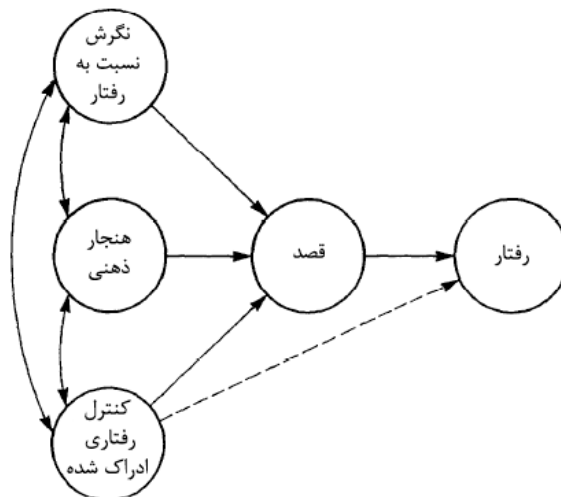 نگرش
نسبت به
رفتار
هنجار
ذهنی
قصد
رفتار
کنترل
رفتاری
ادراک شده